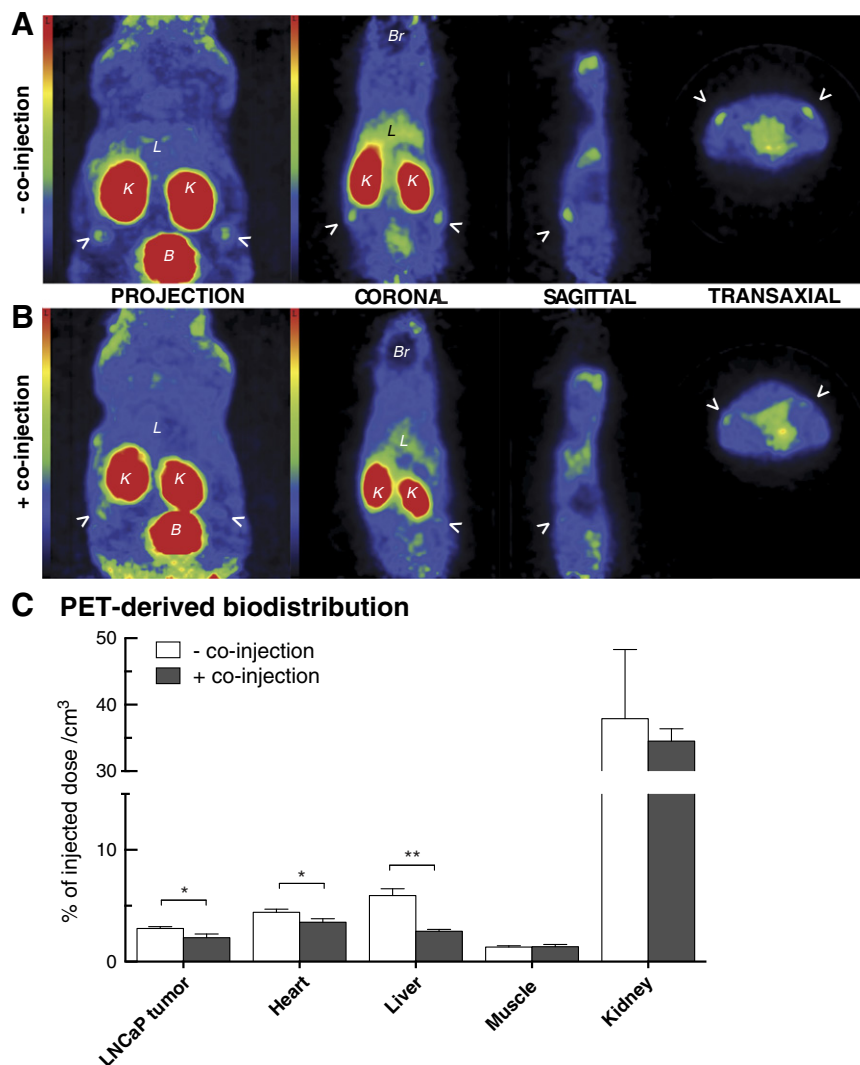 A
- co-injection
L
Br
L
K
K
K
K
B
PROJECTION
CORONAL
SAGITTAL
TRANSAXIAL
B
+ co-injection
Br
L
L
K
K
K
K
B
C PET-derived biodistribution
- co-injection
+ co-injection
% of injected dose /cm³
50
40
30
10
0
*
*
**
LNCaP tumor
Heart
Liver
Muscle
Kidney